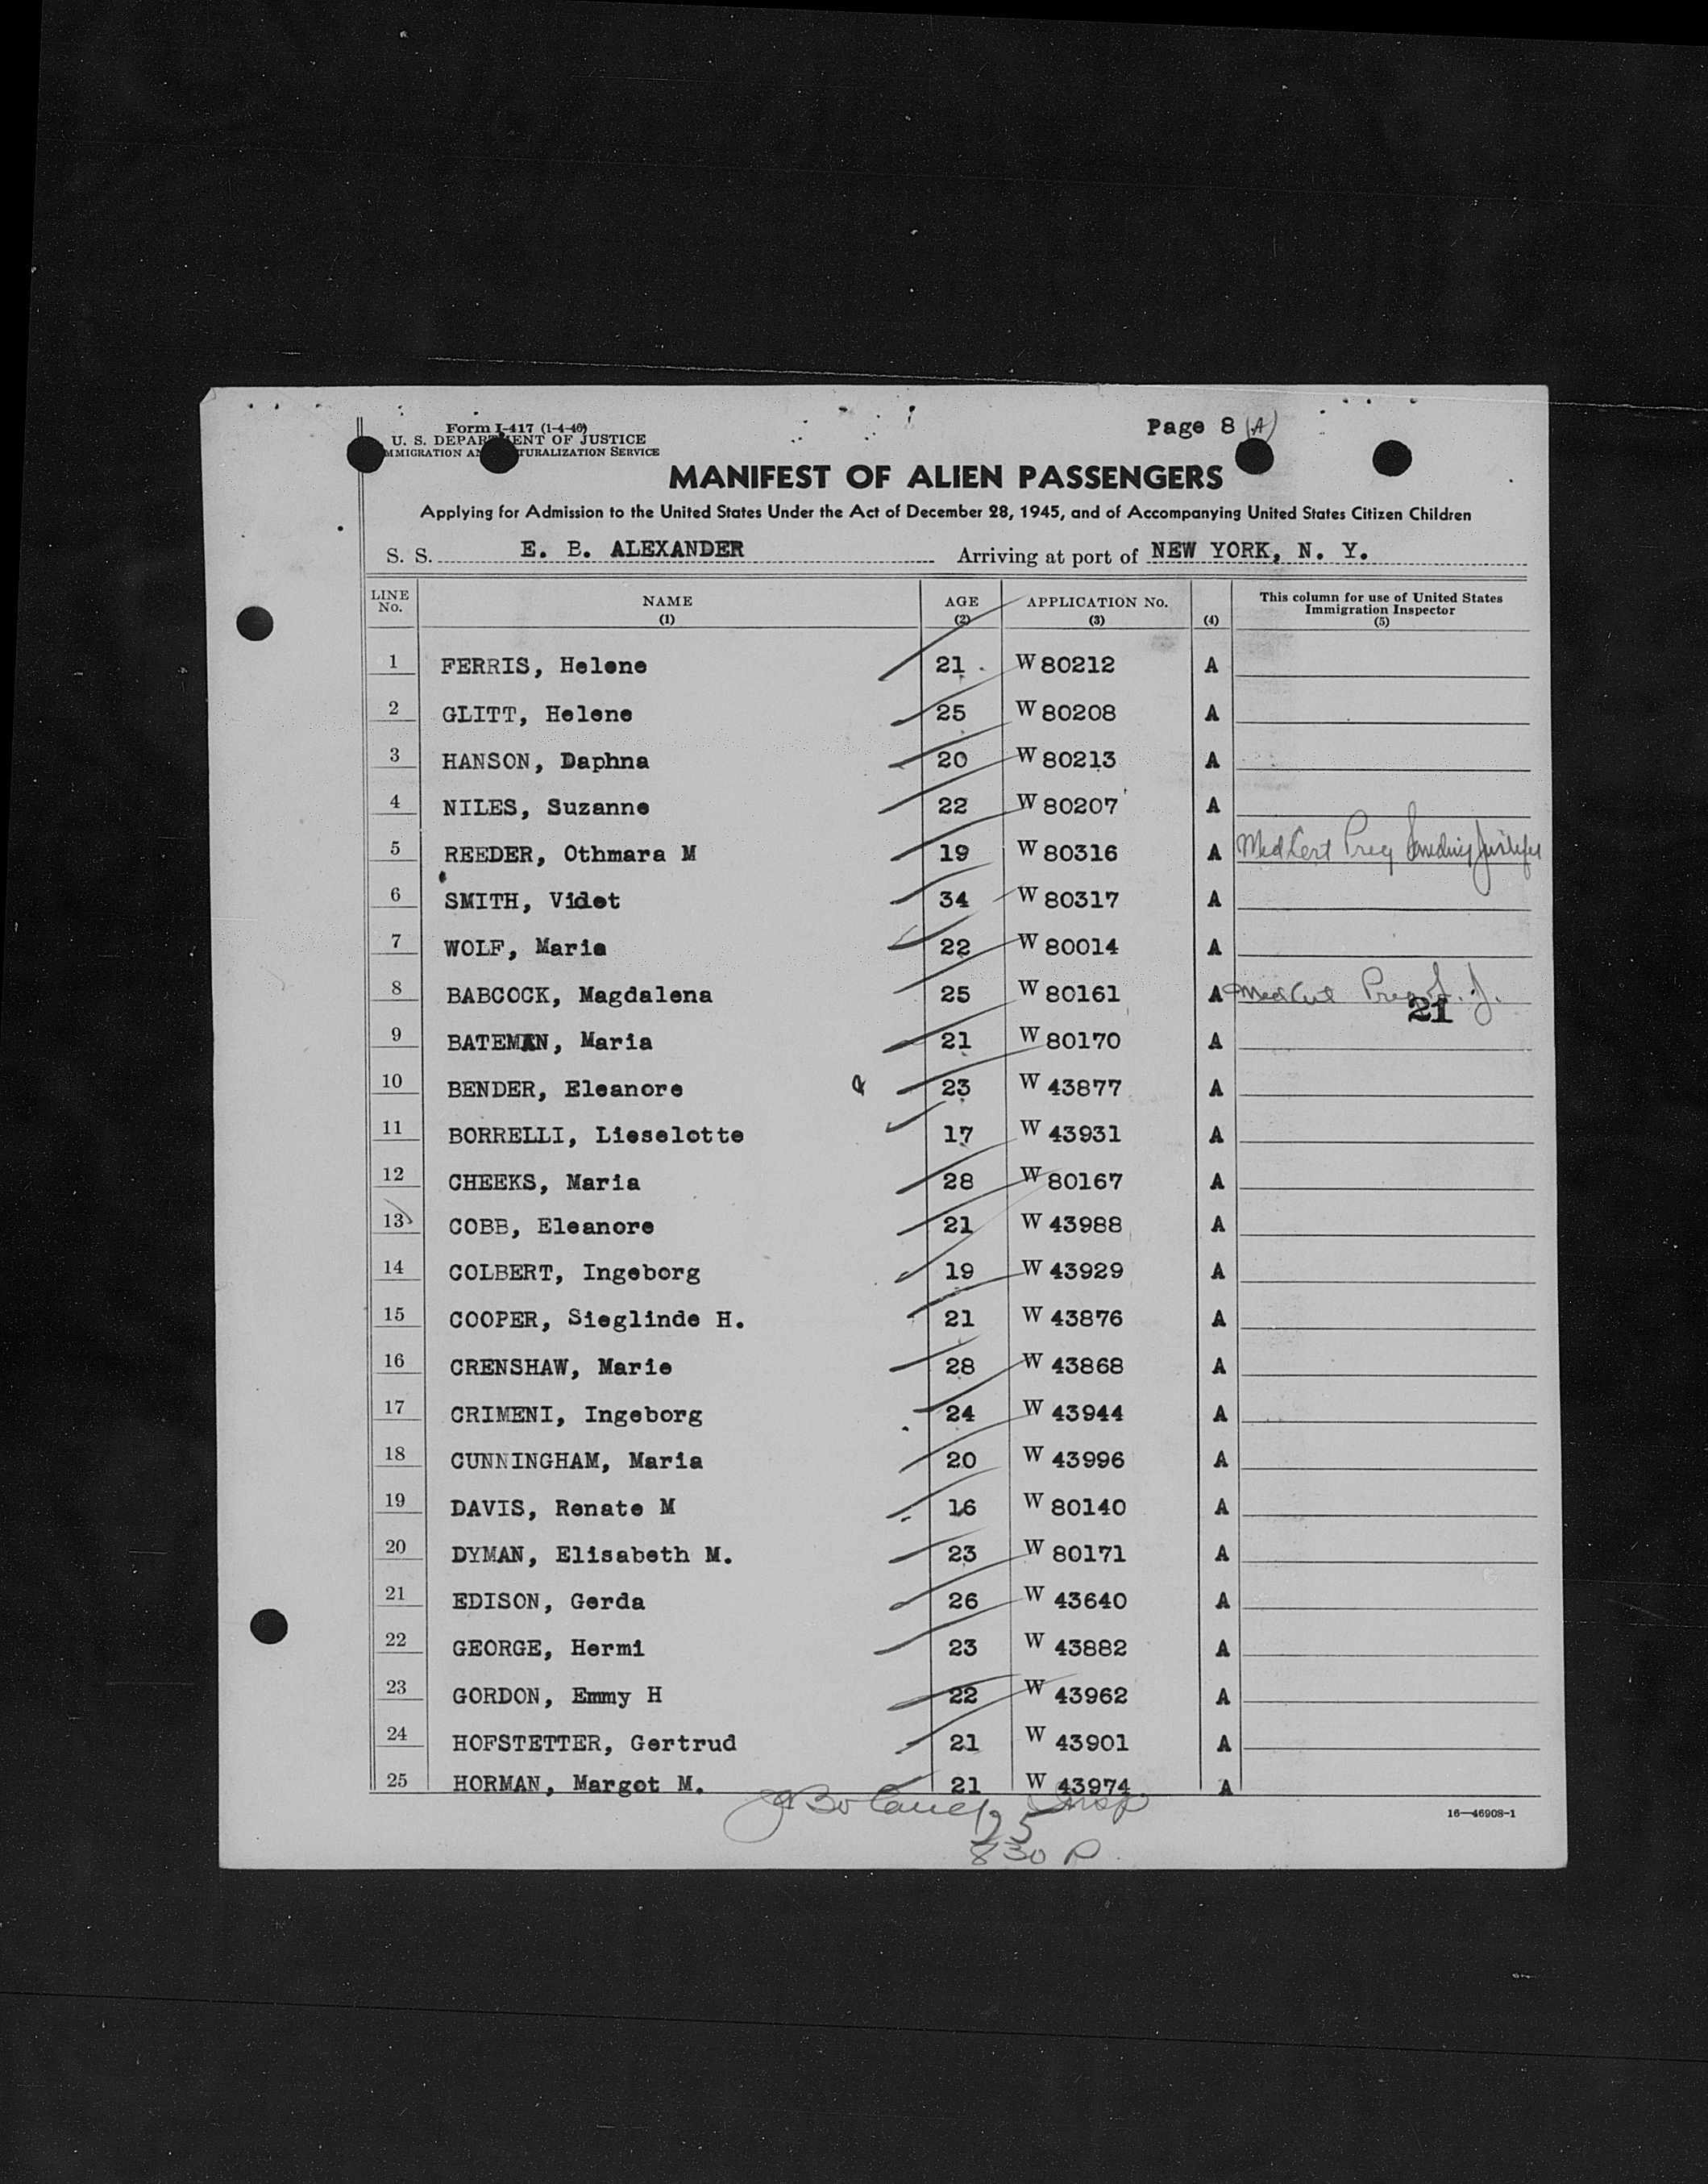 Form I-417 (1-4-46)
Page 8 (A)
U. S. DEPARTMENT OF JUSTICE
IMMIGRATION AND NATURALIZATION SERVICE
MANIFEST OF ALIEN PASSENGERS
Applying for Admission to the United States Under the Act of December 28, 1945, and of Accompanying United States Citizen Children
S. S. E. B. ALEXANDER Arriving at port of NEW YORK, N. Y.
LINE No. NAME (1) AGE (2) APPLICATION No. (3) (4) This column for use of United States Immigration Inspector (5)
1 FERRIS, Helene 21 W 80212 A
2 GLITT, Helene 25 W 80208 A
3 HANSON, Daphna 20 W 80213 A
4 NILES, Suzanne 22 W 80207 A
5 REEDER, Othmara M 19 W 80316 A Med Cert Preg
6 SMITH, Videt 34 W 80317 A
7 WOLF, Marie 22 W 80014 A
8 BABCOCK, Magdalena 25 W 80161 A Med Cert Preg
21
9 BATEMAN, Maria 21 W 80170 A
10 BENDER, Eleanore 23 W 43877 A
11 BORRELLI, Lieselotte 17 W 43931 A
12 CHEEKS, Maria 28 W 80167 A
13 COBB, Eleanore 21 W 43988 A
14 COLBERT, Ingeborg 19 W 43929 A
15 COOPER, Sieglinde H. 21 W 43876 A
16 CRENSHAW, Marie 28 W 43868 A
17 CRIMENI, Ingeborg 24 W 43944 A
18 CUNNINGHAM, Maria 20 W 43996 A
19 DAVIS, Renate M 16 W 80140 A
20 DYMAN, Elisabeth M. 23 W 80171 A
21 EDISON, Gerda 26 W 43640 A
22 GEORGE, Hermi 23 W 43882 A
23 GORDON, Emmy H 22 W 43962 A
24 HOFSTETTER, Gertrud 21 W 43901 A
25 HORMAN, Margot M. 21 W 43974 A
Insp
16—46908-1
25
830 P.